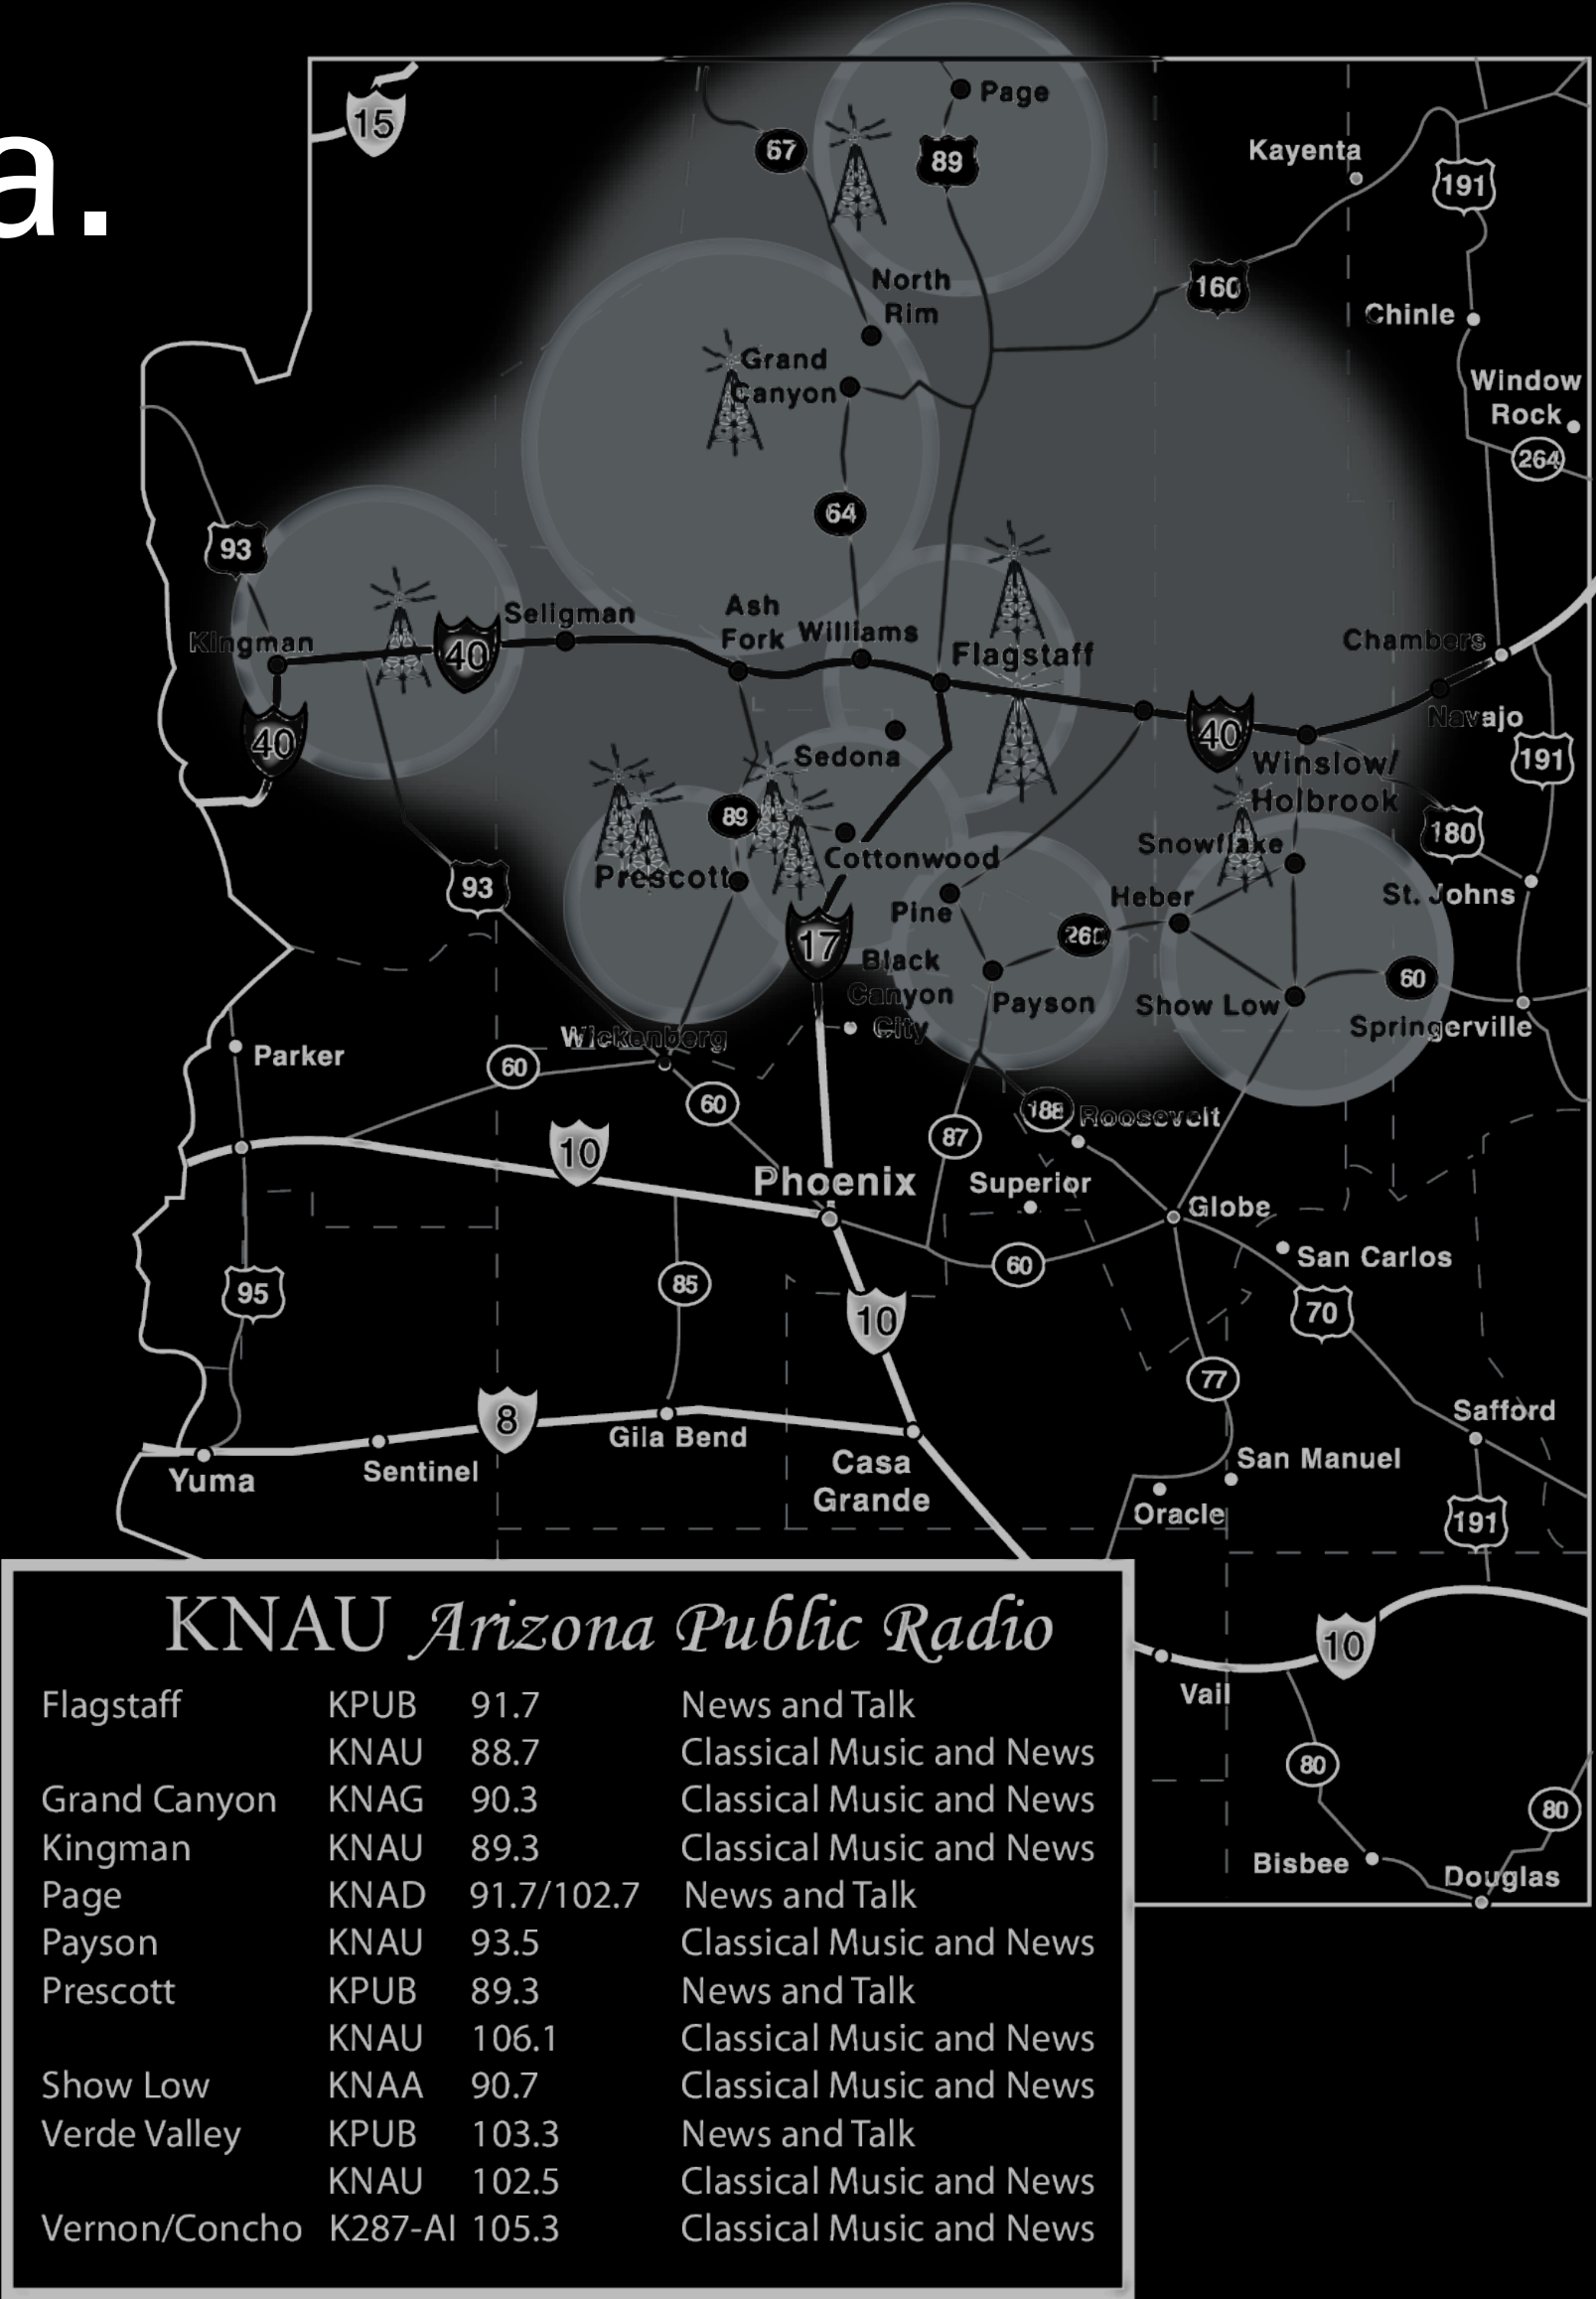 a.
15
Page
67
89
Kayenta
191
North
Rim
160
Chinle
Grand
Canyon
Window
Rock
264
64
93
Kingman
40
Seligman
Ash
Fork
Williams
Flagstaff
Chambers
40
Sedona
40
Navajo
191
Winslow/
Holbrook
89
Cottonwood
Snowflake
180
Prescott
93
Pine
Heber
St. Johns
17
Black
Canyon
City
260
Payson
Show Low
60
Springerville
Wickenberg
Parker
60
60
188
Roosevelt
87
10
Phoenix
Superior
Globe
60
San Carlos
95
85
10
70
77
8
Gila Bend
Safford
Yuma
Sentinel
Casa
Grande
San Manuel
Oracle
191
10
Vail
80
80
Bisbee
Douglas
KNAU Arizona Public Radio
Flagstaff KPUB 91.7 News and Talk
KNAU 88.7 Classical Music and News
Grand Canyon KNAG 90.3 Classical Music and News
Kingman KNAU 89.3 Classical Music and News
Page KNAD 91.7/102.7 News and Talk
Payson KNAU 93.5 Classical Music and News
Prescott KPUB 89.3 News and Talk
KNAU 106.1 Classical Music and News
Show Low KNAA 90.7 Classical Music and News
Verde Valley KPUB 103.3 News and Talk
KNAU 102.5 Classical Music and News
Vernon/Concho K287-AI 105.3 Classical Music and News